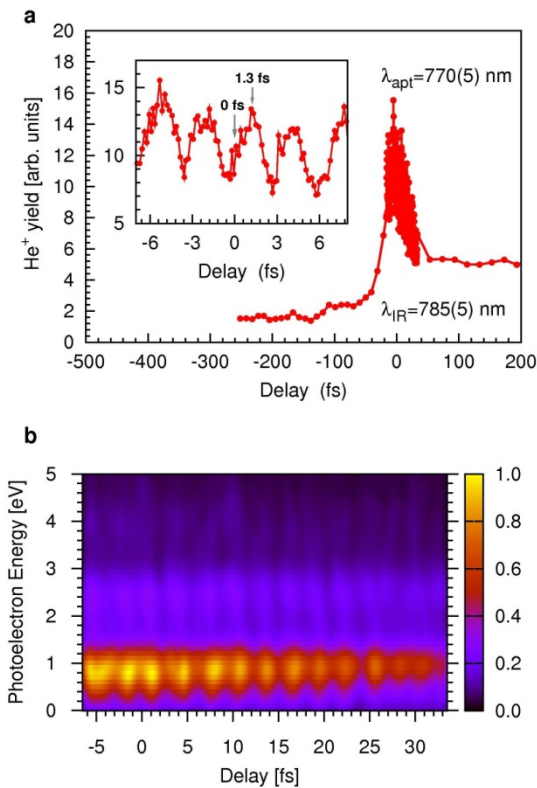 a
20
18
16
14
12
10
8
6
4
2
0
He⁺ yield [arb. units]
-500 -400 -300 -200 -100 0 100 200
Delay (fs)
λapt=770(5) nm
λIR=785(5) nm
15
10
5
1.3 fs
0 fs
-6 -3 0 3 6
Delay (fs)
b
5
4
3
2
1
0
Photoelectron Energy [eV]
-5 0 5 10 15 20 25 30
Delay [fs]
1.0
0.8
0.6
0.4
0.2
0.0